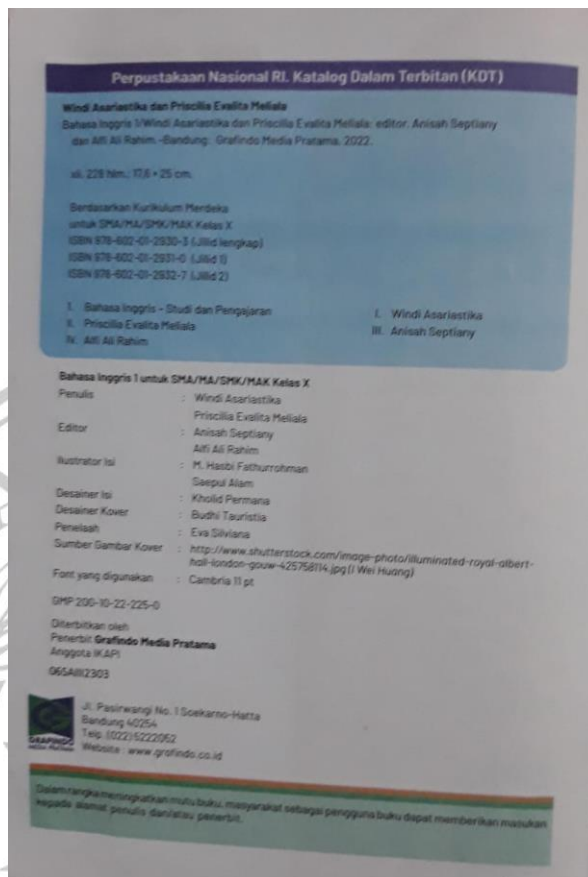 Perpustakaan Nasional RI. Katalog Dalam Terbitan (KDT)
Windi Asariastika dan Priscilia Evalita Meliala
Bahasa Inggris 1/Windi Asariastika dan Priscilia Evalita Meliala: editor, Anisah Septiany
dan Alfi Ali Rahim. -Bandung: Grafindo Media Pratama, 2022.
xii, 228 hlm.; 17,6 × 25 cm.
Berdasarkan Kurikulum Merdeka
untuk SMA/MA/SMK/MAK Kelas X
ISBN 978-602-01-2930-3 (Jilid lengkap)
ISBN 978-602-01-2931-0 (Jilid 1)
ISBN 978-602-01-2932-7 (Jilid 2)
1. Bahasa Inggris - Studi dan Pengajaran I. Windi Asariastika
II. Priscilia Evalita Meliala III. Anisah Septiany
IV. Alfi Ali Rahim
Bahasa Inggris 1 untuk SMA/MA/SMK/MAK Kelas X
Penulis : Windi Asariastika
Priscilia Evalita Meliala
Editor : Anisah Septiany
Alfi Ali Rahim
Ilustrator Isi : M. Hasbi Fathurrohman
Saepul Alam
Desainer Isi : Kholid Permana
Desainer Kover : Budhi Tauristia
Penelaah : Eva Silviana
Sumber Gambar Kover : http://www.shutterstock.com/image-photo/illuminated-royal-albert-
hall-london-gouw-425758114.jpg (I Wei Huang)
Font yang digunakan : Cambria 11 pt
GMP 200-10-22-225-0
Diterbitkan oleh
Penerbit Grafindo Media Pratama
Anggota IKAPI
065AIII2303
GRAFINDO
MEDIA PRATAMA
Jl. Pasirwangi No. 1 Soekarno-Hatta
Bandung 40254
Telp. (022) 5222062
Website : www.grafindo.co.id
Dalam rangka meningkatkan mutu buku, masyarakat sebagai pengguna buku dapat memberikan masukan
kepada alamat penulis dan/atau penerbit.